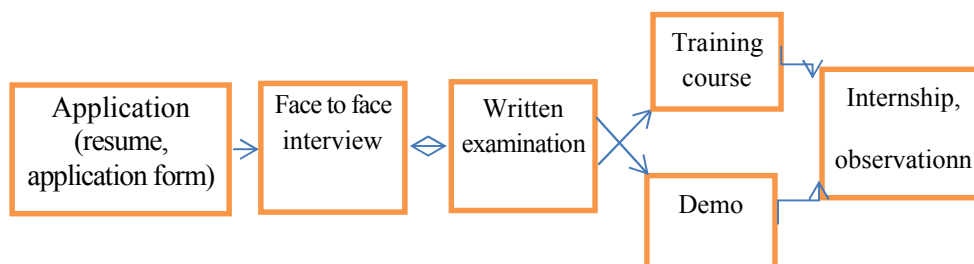 Application
(resume,
application form)
Face to face
interview
Written
examination
Training
course
Demo
Internship,
observationn